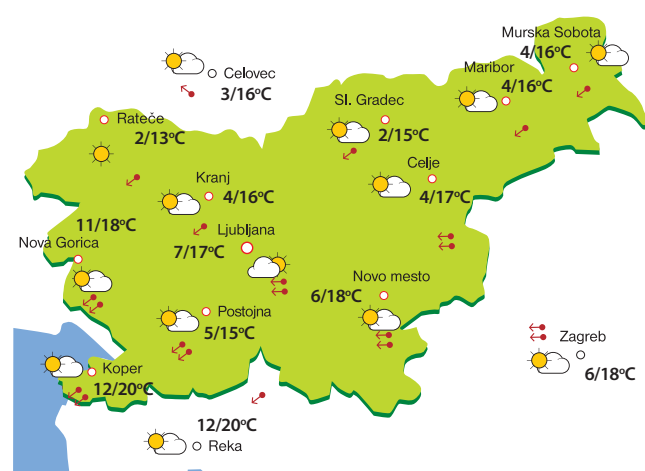 Murska Sobota
4/16°C
Celovec
3/16°C
Maribor
4/16°C
Sl. Gradec
2/15°C
Rateče
2/13°C
Celje
4/17°C
Kranj
4/16°C
11/18°C
Nová Gorica
Ljubljana
7/17°C
Novo mesto
6/18°C
Postojna
5/15°C
Zagreb
6/18°C
Koper
12/20°C
12/20°C
Reka